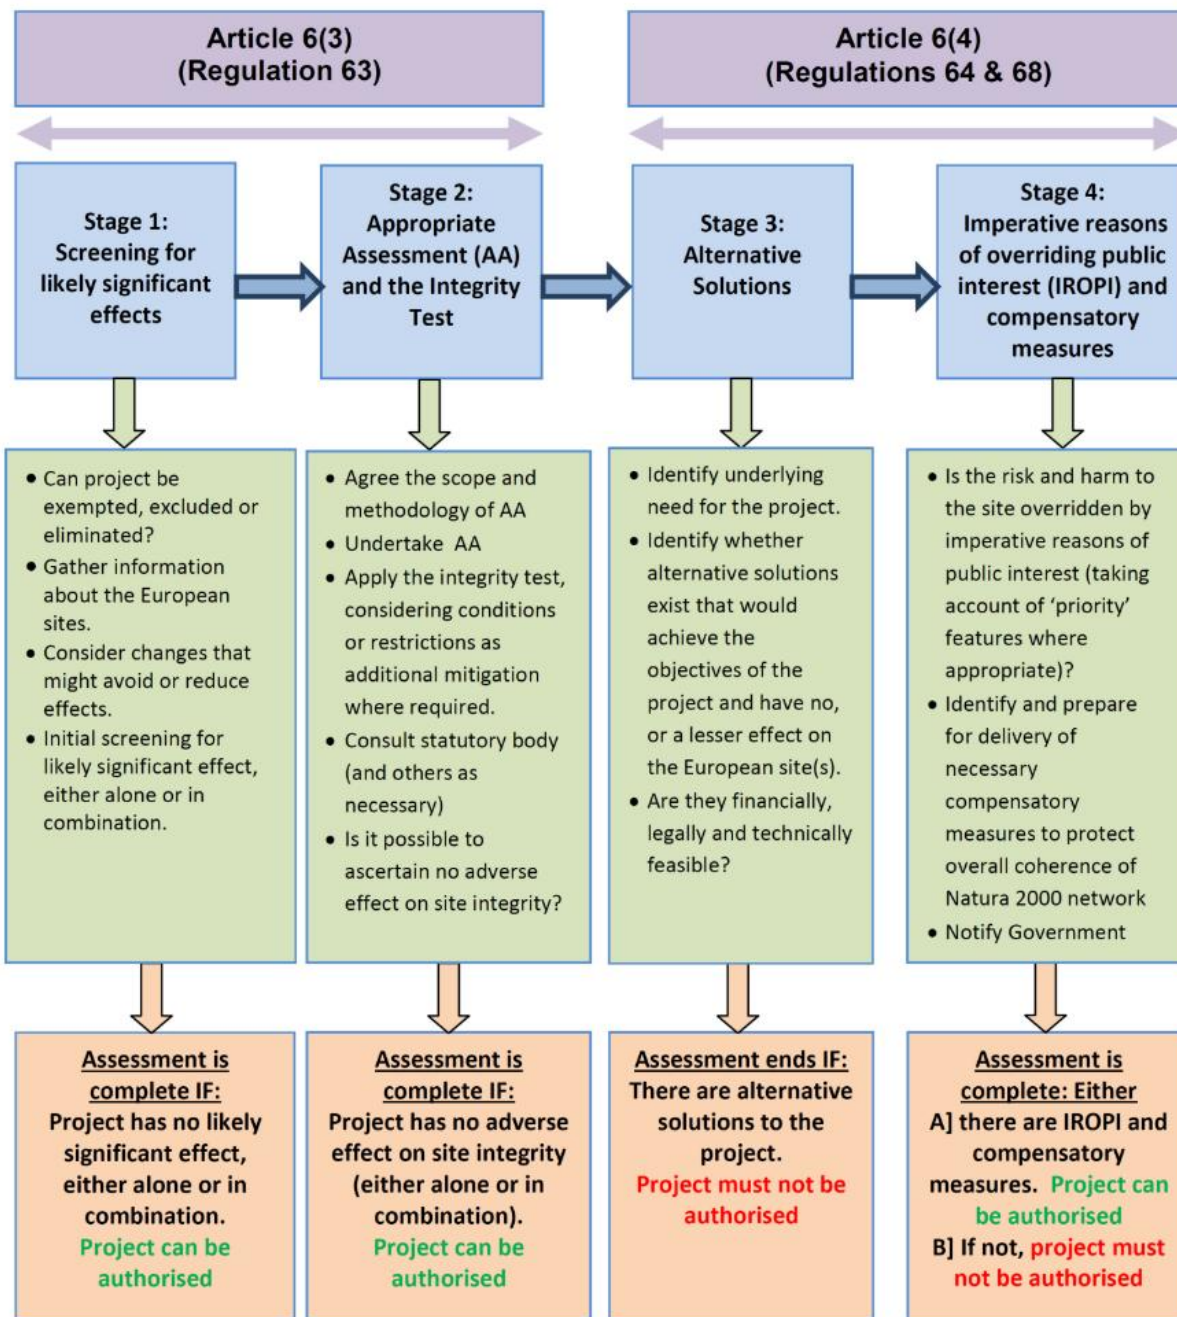 Article 6(3)
(Regulation 63)
Article 6(4)
(Regulations 64 & 68)
Stage 1:
Screening for
likely significant
effects
Stage 2:
Appropriate
Assessment (AA)
and the Integrity
Test
Stage 3:
Alternative
Solutions
Stage 4:
Imperative reasons
of overriding public
interest (IROPI) and
compensatory
measures
• Can project be
exempted, excluded or
eliminated?
• Gather information
about the European
sites.
• Consider changes that
might avoid or reduce
effects.
• Initial screening for
likely significant effect,
either alone or in
combination.
• Agree the scope and
methodology of AA
• Undertake AA
• Apply the integrity test,
considering conditions
or restrictions as
additional mitigation
where required.
• Consult statutory body
(and others as
necessary)
• Is it possible to
ascertain no adverse
effect on site integrity?
• Identify underlying
need for the project.
• Identify whether
alternative solutions
exist that would
achieve the
objectives of the
project and have no,
or a lesser effect on
the European site(s).
• Are they financially,
legally and technically
feasible?
• Is the risk and harm to
the site overridden by
imperative reasons of
public interest (taking
account of ‘priority’
features where
appropriate)?
• Identify and prepare
for delivery of
necessary
compensatory
measures to protect
overall coherence of
Natura 2000 network
• Notify Government
Assessment is
complete IF:
Project has no likely
significant effect,
either alone or in
combination.
Project can be
authorised
Assessment is
complete IF:
Project has no adverse
effect on site integrity
(either alone or in
combination).
Project can be
authorised
Assessment ends IF:
There are alternative
solutions to the
project.
Project must not be
authorised
Assessment is
complete: Either
A] there are IROPI and
compensatory
measures. Project can
be authorised
B] If not, project must
not be authorised